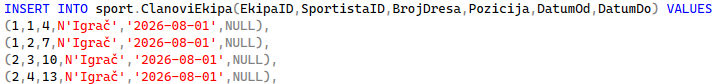 INSERT INTO sport.ClanoviEkipa(EkipaID,SportistaID,BrojDresa,Pozicija,DatumOd,DatumDo) VALUES
(1,1,4,N'Igrač','2026-08-01',NULL),
(1,2,7,N'Igrač','2026-08-01',NULL),
(2,3,10,N'Igrač','2026-08-01',NULL),
(2,4,13,N'Igrač','2026-08-01',NULL),